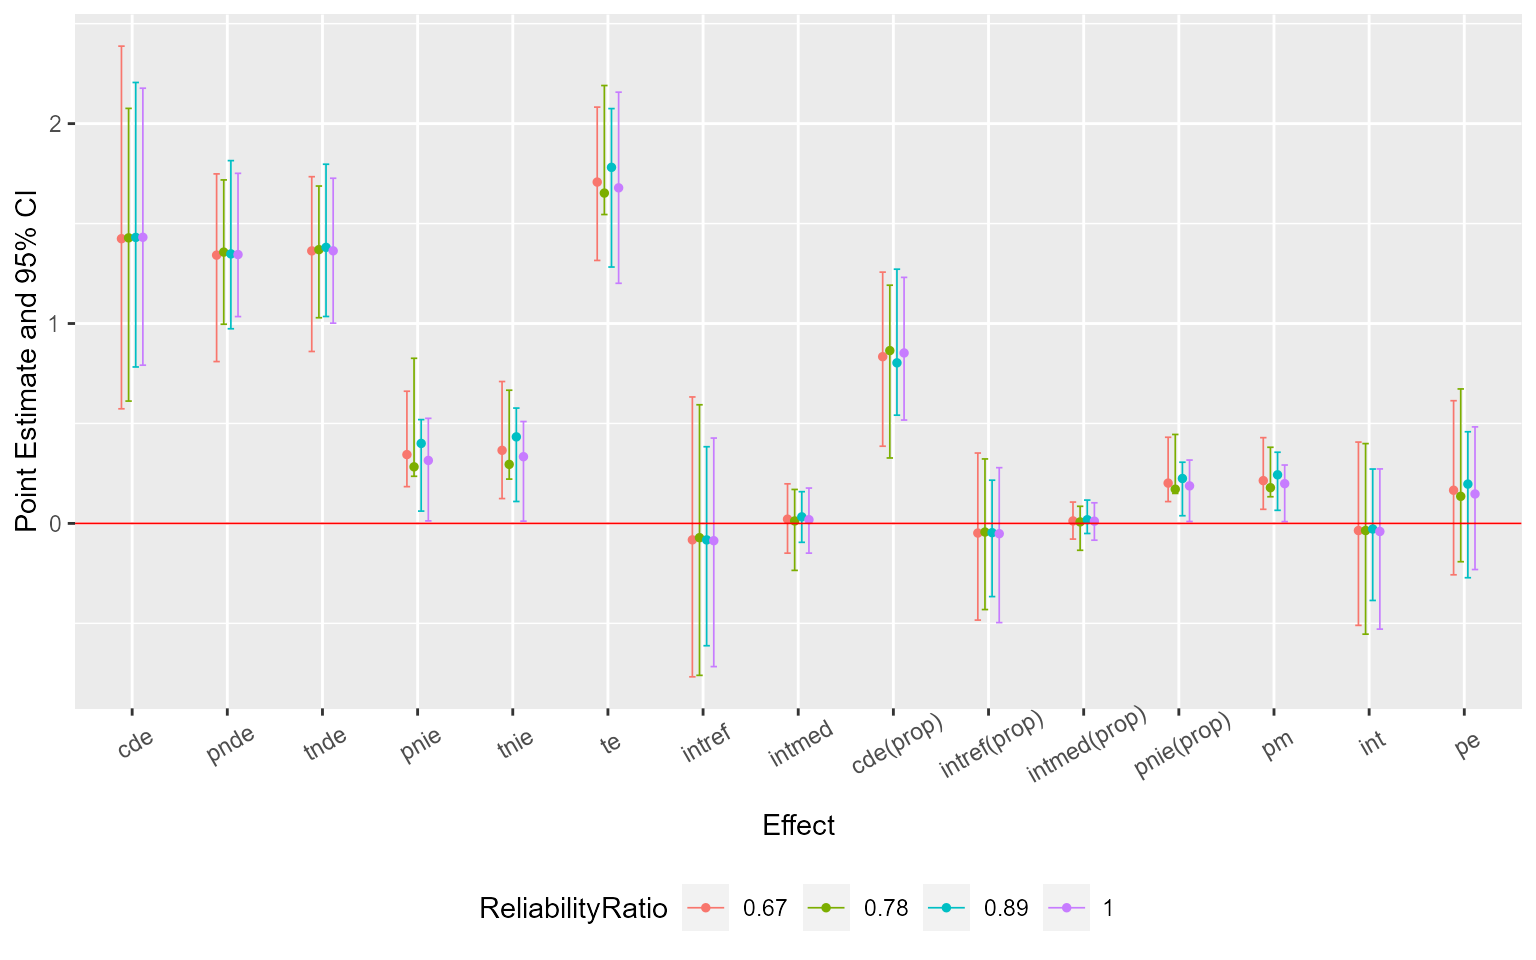 Point Estimate and 95% CI
2
1
0
cde pnde tnde pnie tnie te intref intmed cde(prop) intref(prop) intmed(prop) pnie(prop) pm int pe
Effect
ReliabilityRatio 0.67 0.78 0.89 1